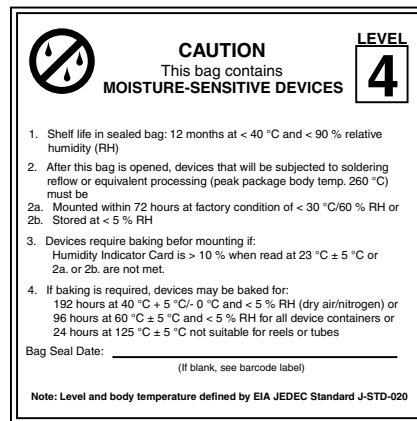 LEVEL
CAUTION
4
This bag contains
MOISTURE-SENSITIVE DEVICES
1. Shelf life in sealed bag: 12 months at < 40 °C and < 90 % relative
humidity (RH)
2. After this bag is opened, devices that will be subjected to soldering
reflow or equivalent processing (peak package body temp. 260 °C)
must be
2a. Mounted within 72 hours at factory condition of < 30 °C/60 % RH or
2b. Stored at < 5 % RH
3. Devices require baking befor mounting if:
Humidity Indicator Card is > 10 % when read at 23 °C ± 5 °C or
2a. or 2b. are not met.
4. If baking is required, devices may be baked for:
192 hours at 40 °C + 5 °C/- 0 °C and < 5 % RH (dry air/nitrogen) or
96 hours at 60 °C ± 5 °C and < 5 % RH for all device containers or
24 hours at 125 °C ± 5 °C not suitable for reels or tubes
Bag Seal Date:
(If blank, see barcode label)
Note: Level and body temperature defined by EIA JEDEC Standard J-STD-020